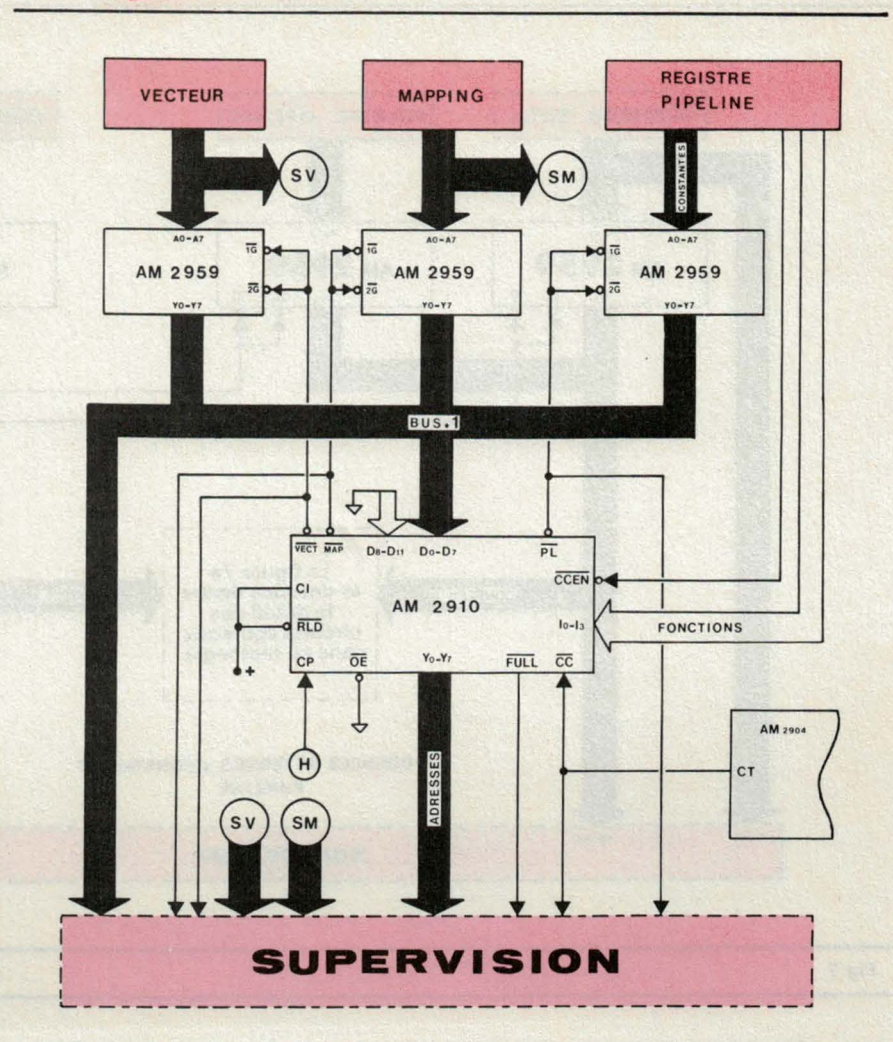 VECTEUR
MAPPING
REGISTRE
PIPELINE
SV
SM
CONSTANTES
A0-A7
1G
2G
AM 2959
Y0-Y7
A0-A7
1G
2G
AM 2959
Y0-Y7
A0-A7
1G
2G
AM 2959
Y0-Y7
BUS.1
VECT
MAP
D8-D11
D0-D7
PL
CCEN
CI
AM 2910
I0-I3
FONCTIONS
RLD
+
CP
OE
Y0-Y7
FULL
CC
AM 2904
CT
H
ADRESSES
SV
SM
SUPERVISION
Fig 7